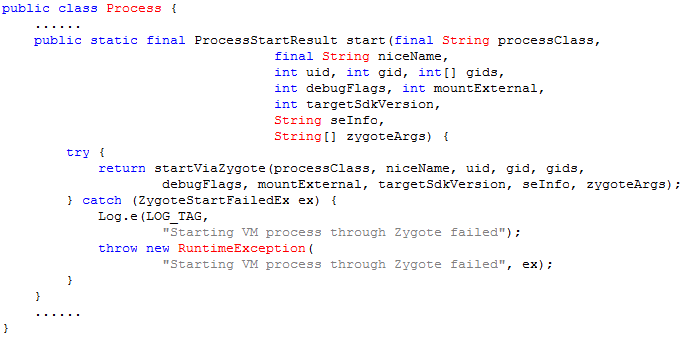 public class Process {
    ......
    public static final ProcessStartResult start(final String processClass,
                                  final String niceName,
                                  int uid, int gid, int[] gids,
                                  int debugFlags, int mountExternal,
                                  int targetSdkVersion,
                                  String seInfo,
                                  String[] zygoteArgs) {
        try {
            return startViaZygote(processClass, niceName, uid, gid, gids,
                    debugFlags, mountExternal, targetSdkVersion, seInfo, zygoteArgs);
        } catch (ZygoteStartFailedEx ex) {
            Log.e(LOG_TAG,
                    "Starting VM process through Zygote failed");
            throw new RuntimeException(
                    "Starting VM process through Zygote failed", ex);
        }
    }
    ......
}